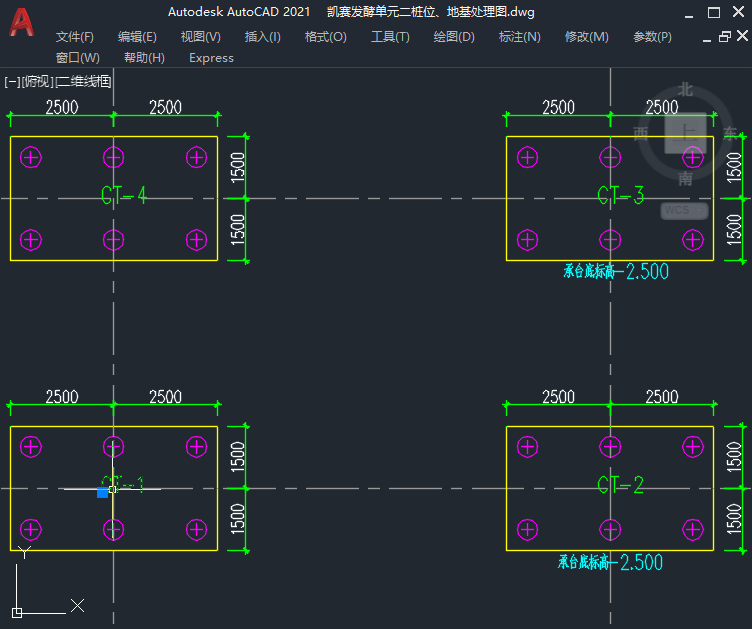 Autodesk AutoCAD 2021 凯赛发酵单元二桩位、地基处理图.dwg
文件(F) 编辑(E) 视图(V) 插入(I) 格式(O) 工具(T) 绘图(D) 标注(N) 修改(M) 参数(P)
窗口(W) 帮助(H) Express
[−][俯视][二维线框]
北
2500 2500 2500 2500
西 上 东
1500 1500
南
CT-4 CT-3
WCS
1500 1500
承台底标高-2.500
2500 2500 2500 2500
1500 1500
CT-1 CT-2
1500 1500
承台底标高-2.500
Y
X